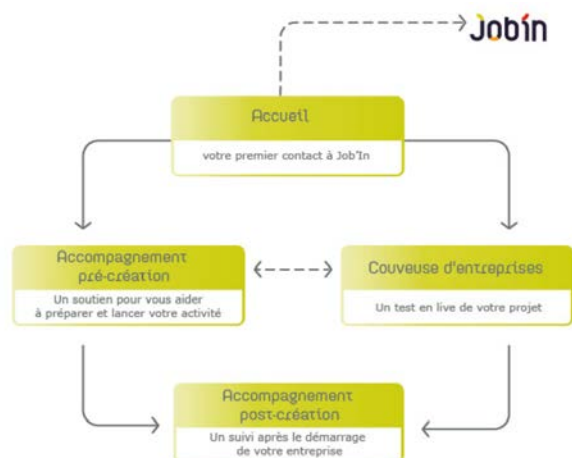 Jobin
Accueil
votre premier contact à Job'In
Accompagnement
pré-création
Un soutien pour vous aider
à préparer et lancer votre activité
Couveuse d'entreprises
Un test en live de votre projet
Accompagnement
post-création
Un suivi après le démarrage
de votre entreprise